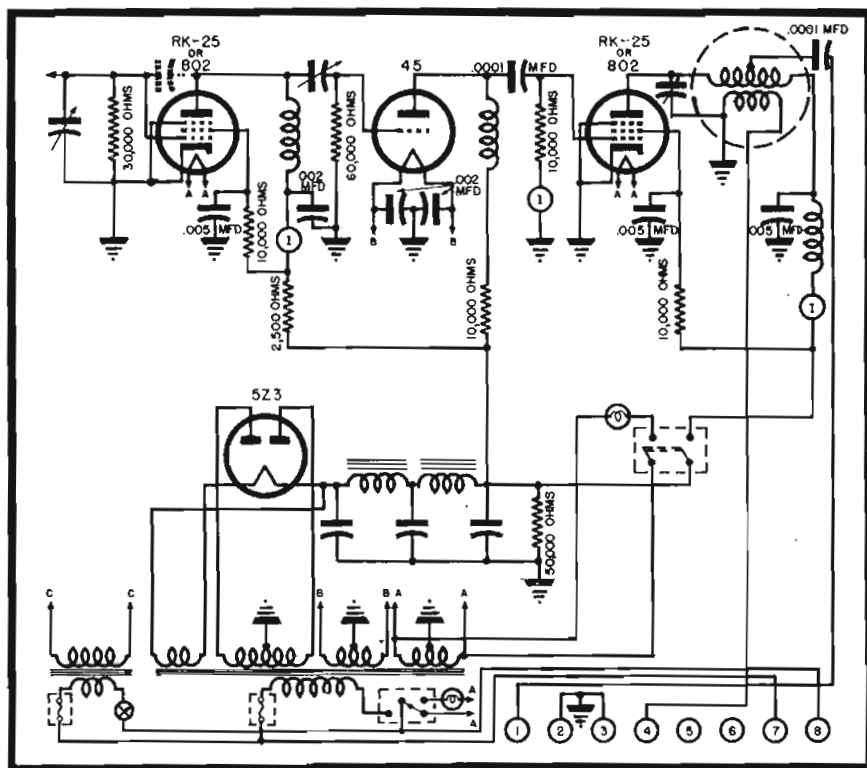 RK-25
OR
802
45
RK-25
OR
802
.0001 MFD
.0001 MFD
30,000 OHMS
60,000 OHMS
10,000 OHMS
A A
.002
MFD
.002
MFD
B B
I
I
A A
.005 MFD
10,000 OHMS
.005 MFD
.005 MFD
I
2,500 OHMS
10,000 OHMS
10,000 OHMS
5Z3
50,000 OHMS
C C B B A A
A
A
1 2 3 4 5 6 7 8